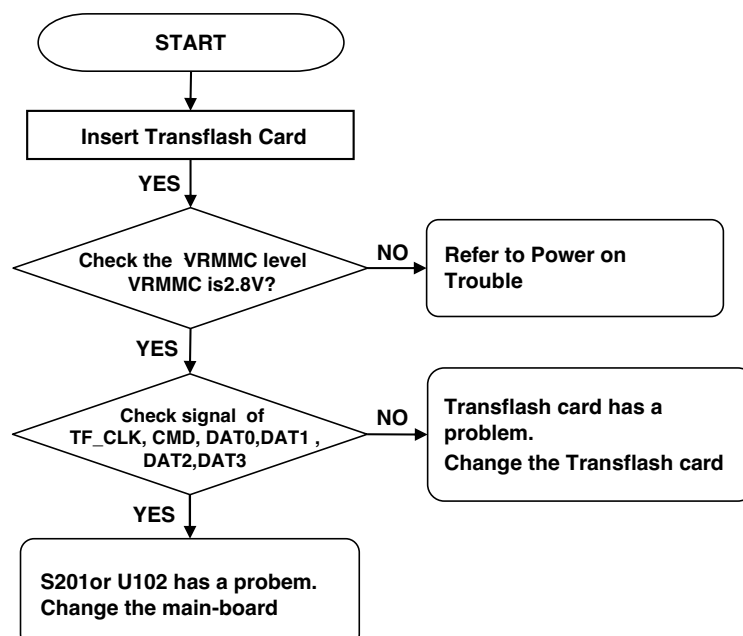 START
Insert Transflash Card
YES
Check the VRMMC level
VRMMC is2.8V?
NO
Refer to Power on
Trouble
YES
Check signal of
TF_CLK, CMD, DAT0,DAT1 ,
DAT2,DAT3
NO
Transflash card has a
problem.
Change the Transflash card
YES
S201or U102 has a probem.
Change the main-board